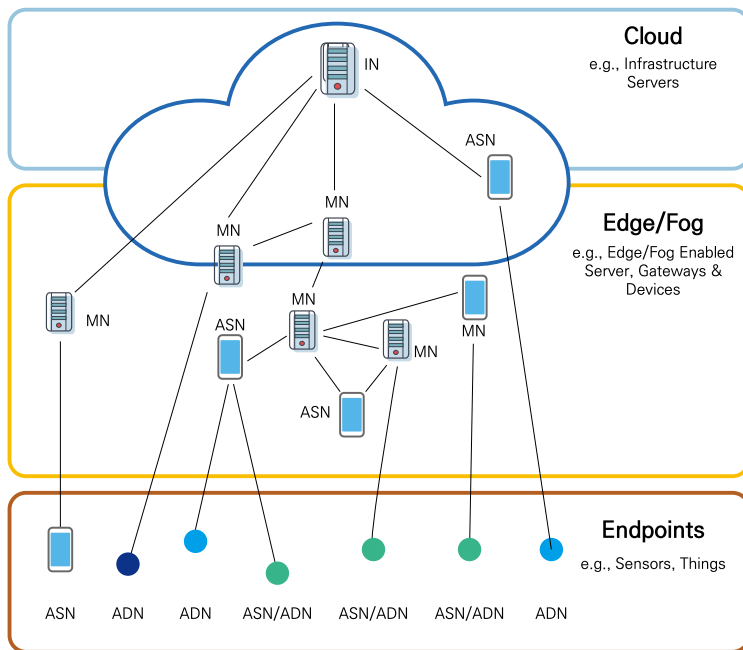 Cloud
e.g., Infrastructure
Servers
IN
ASN
MN
MN
Edge/Fog
e.g., Edge/Fog Enabled
Server, Gateways &
Devices
MN
MN
ASN
MN
MN
ASN
Endpoints
e.g., Sensors, Things
ASN
ADN
ADN
ASN/ADN
ASN/ADN
ASN/ADN
ADN